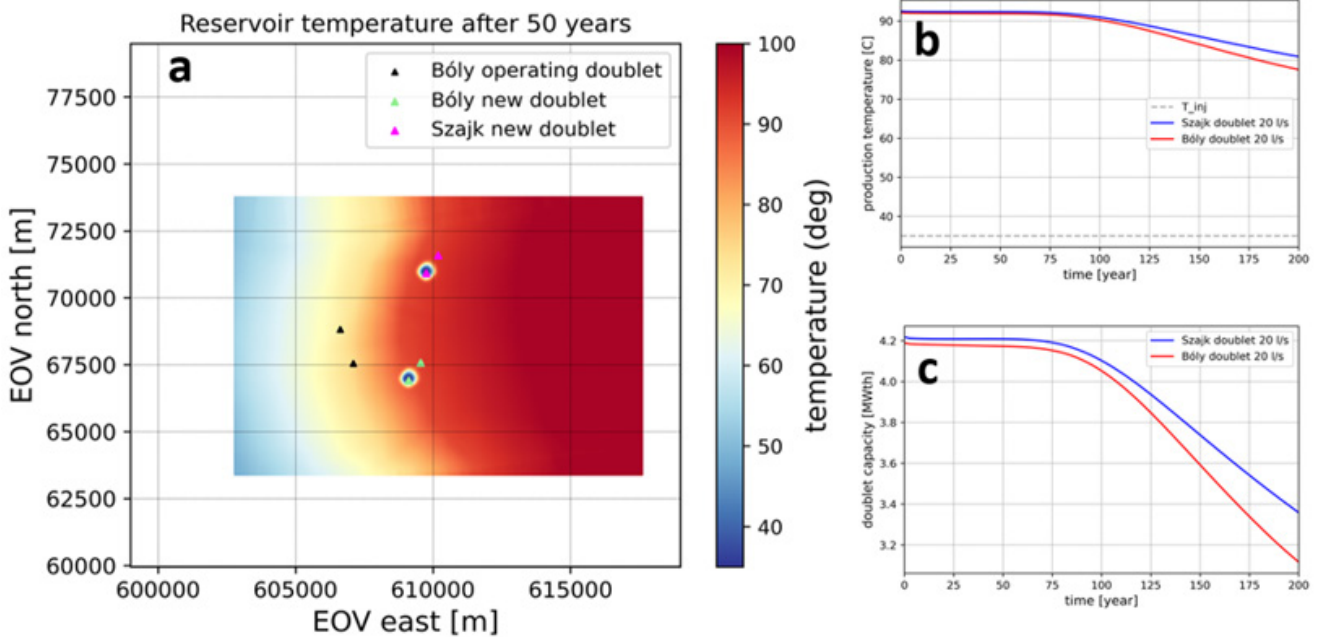 Reservoir temperature after 50 years
a
Bóly operating doublet
Bóly new doublet
Szajk new doublet
77500
75000
72500
70000
67500
65000
62500
60000
EOV north [m]
600000 605000 610000 615000
EOV east [m]
100
90
80
70
60
50
40
temperature (deg)
b
90
80
70
60
50
40
production temperature [C]
T_inj
Szajk doublet 20 l/s
Bóly doublet 20 l/s
0 25 50 75 100 125 150 175 200
time [year]
c
4.2
4.0
3.8
3.6
3.4
3.2
doublet capacity [MWth]
Szajk doublet 20 l/s
Bóly doublet 20 l/s
0 25 50 75 100 125 150 175 200
time [year]